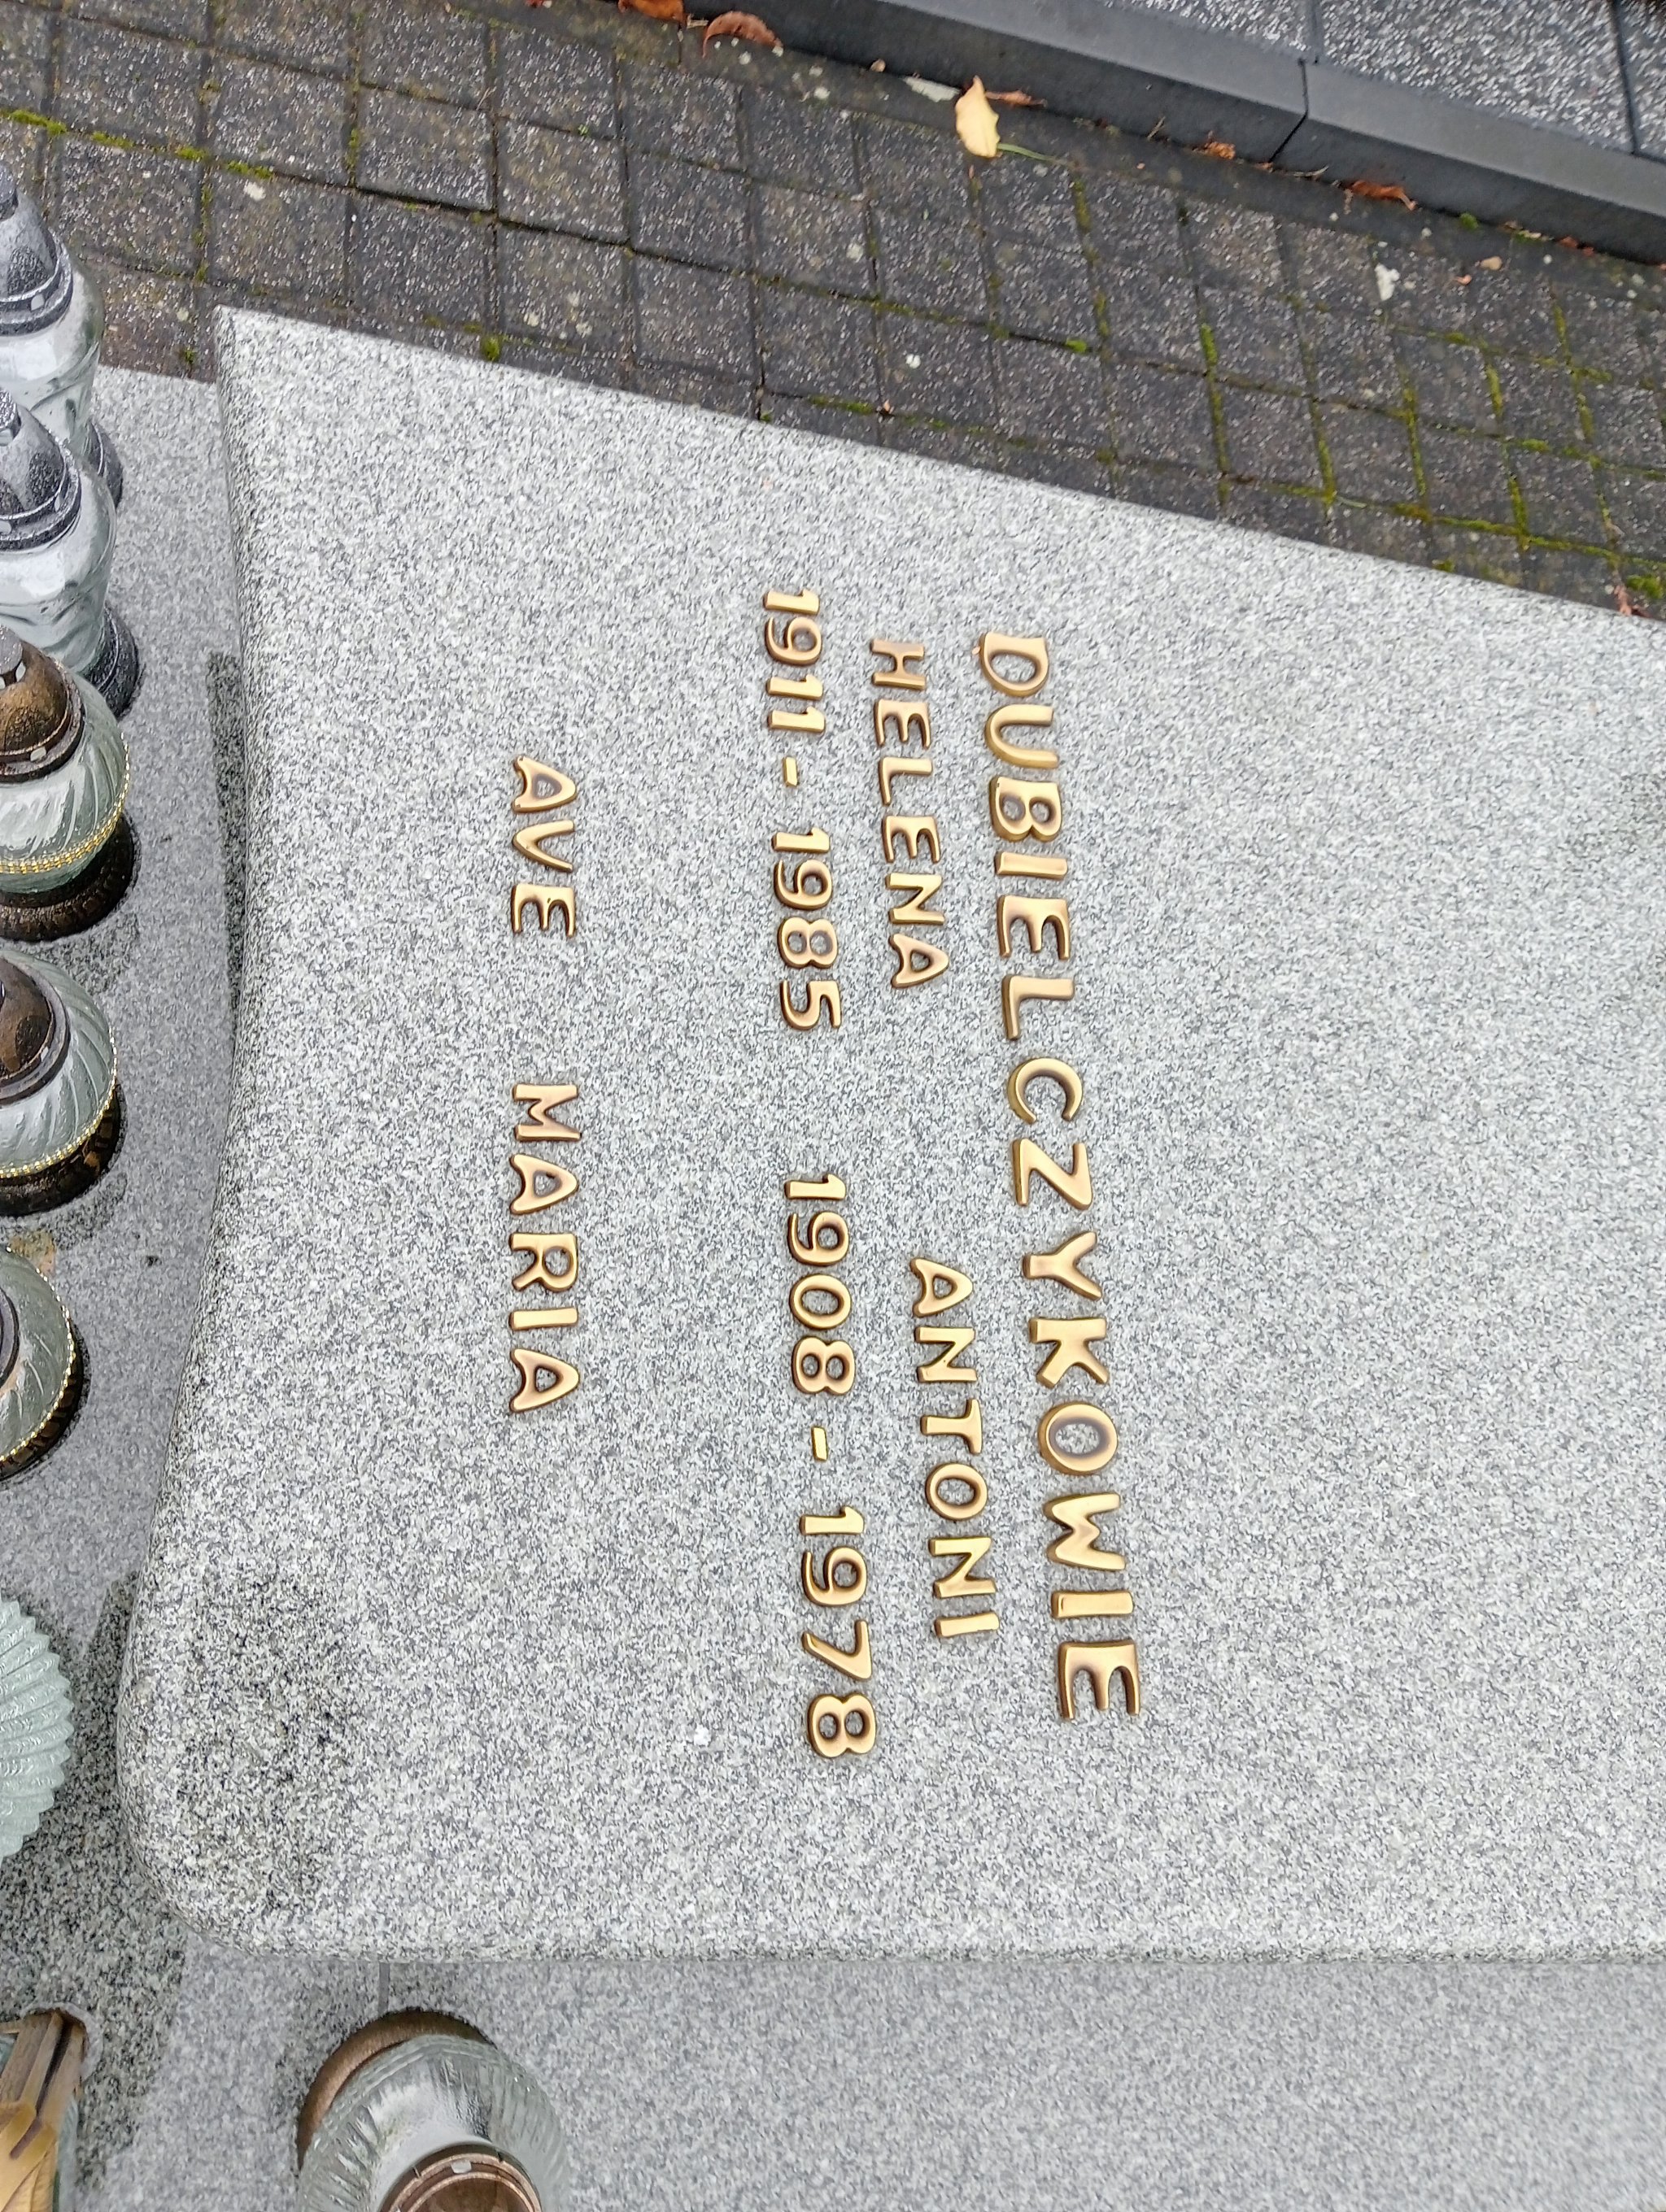 DUBIELCZYKOWIE
HELENA ANTONI
1911 - 1985 1908 - 1978
AVE MARIA